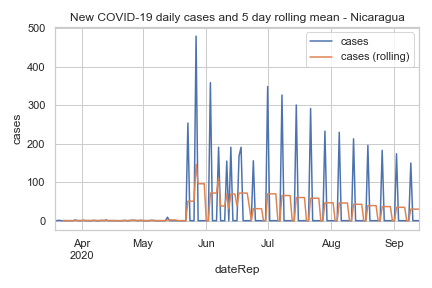 New COVID-19 daily cases and 5 day rolling mean - Nicaragua
cases
cases (rolling)
500
400
300
200
100
0
cases
Apr
2020
May
Jun
Jul
Aug
Sep
dateRep